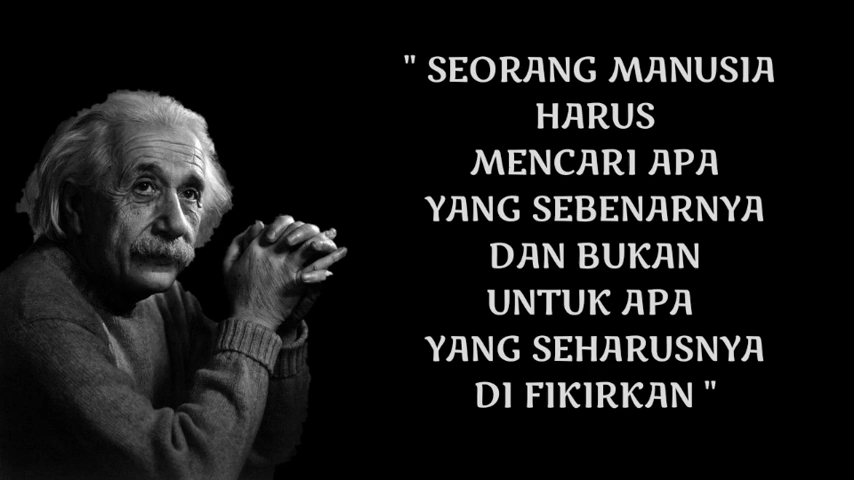 " SEORANG MANUSIA
HARUS
MENCARI APA
YANG SEBENARNYA
DAN BUKAN
UNTUK APA
YANG SEHARUSNYA
DI FIKIRKAN "